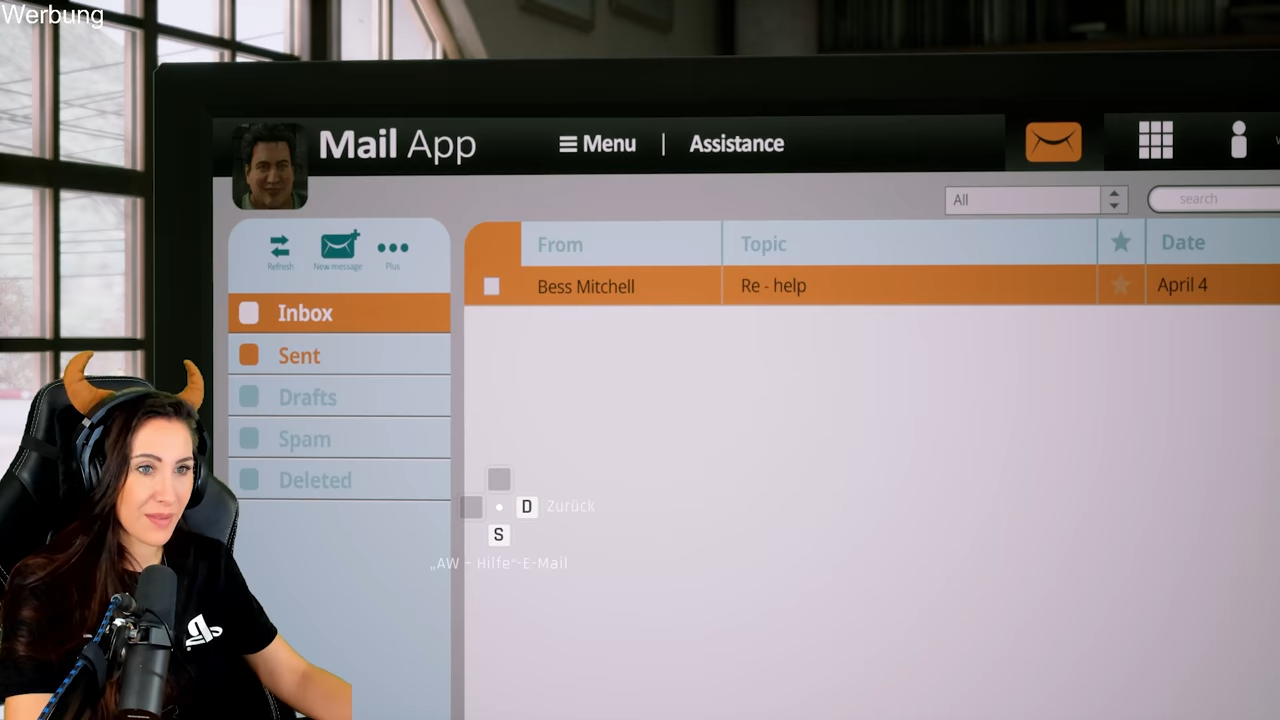 Werbung
Mail App
Menu | Assistance
All
search
Refresh
New message
Plus
From
Topic
Date
Bess Mitchell
Re - help
April 4
Inbox
Sent
Drafts
Spam
Deleted
D Zurück
S
„AW - Hilfe“-E-Mail